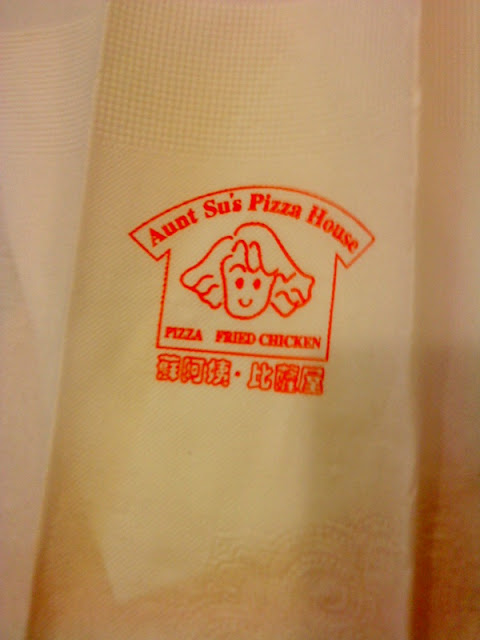 Aunt Su's Pizza House
PIZZA FRIED CHICKEN
蘇阿姨·比薩屋